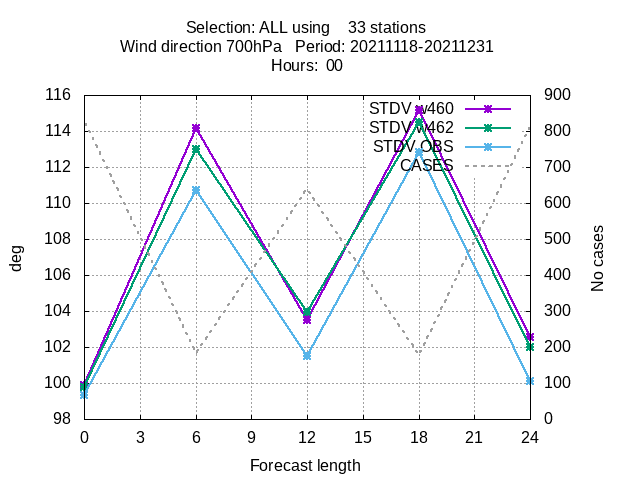 Selection: ALL using 33 stations
Wind direction 700hPa Period: 20211118-20211231
Hours: 00
116
114
112
110
108
106
104
102
100
98
deg
900
800
700
600
500
400
300
200
100
0
No cases
STDV w460
STDV w462
STDV OBS
CASES
0 3 6 9 12 15 18 21 24
Forecast length